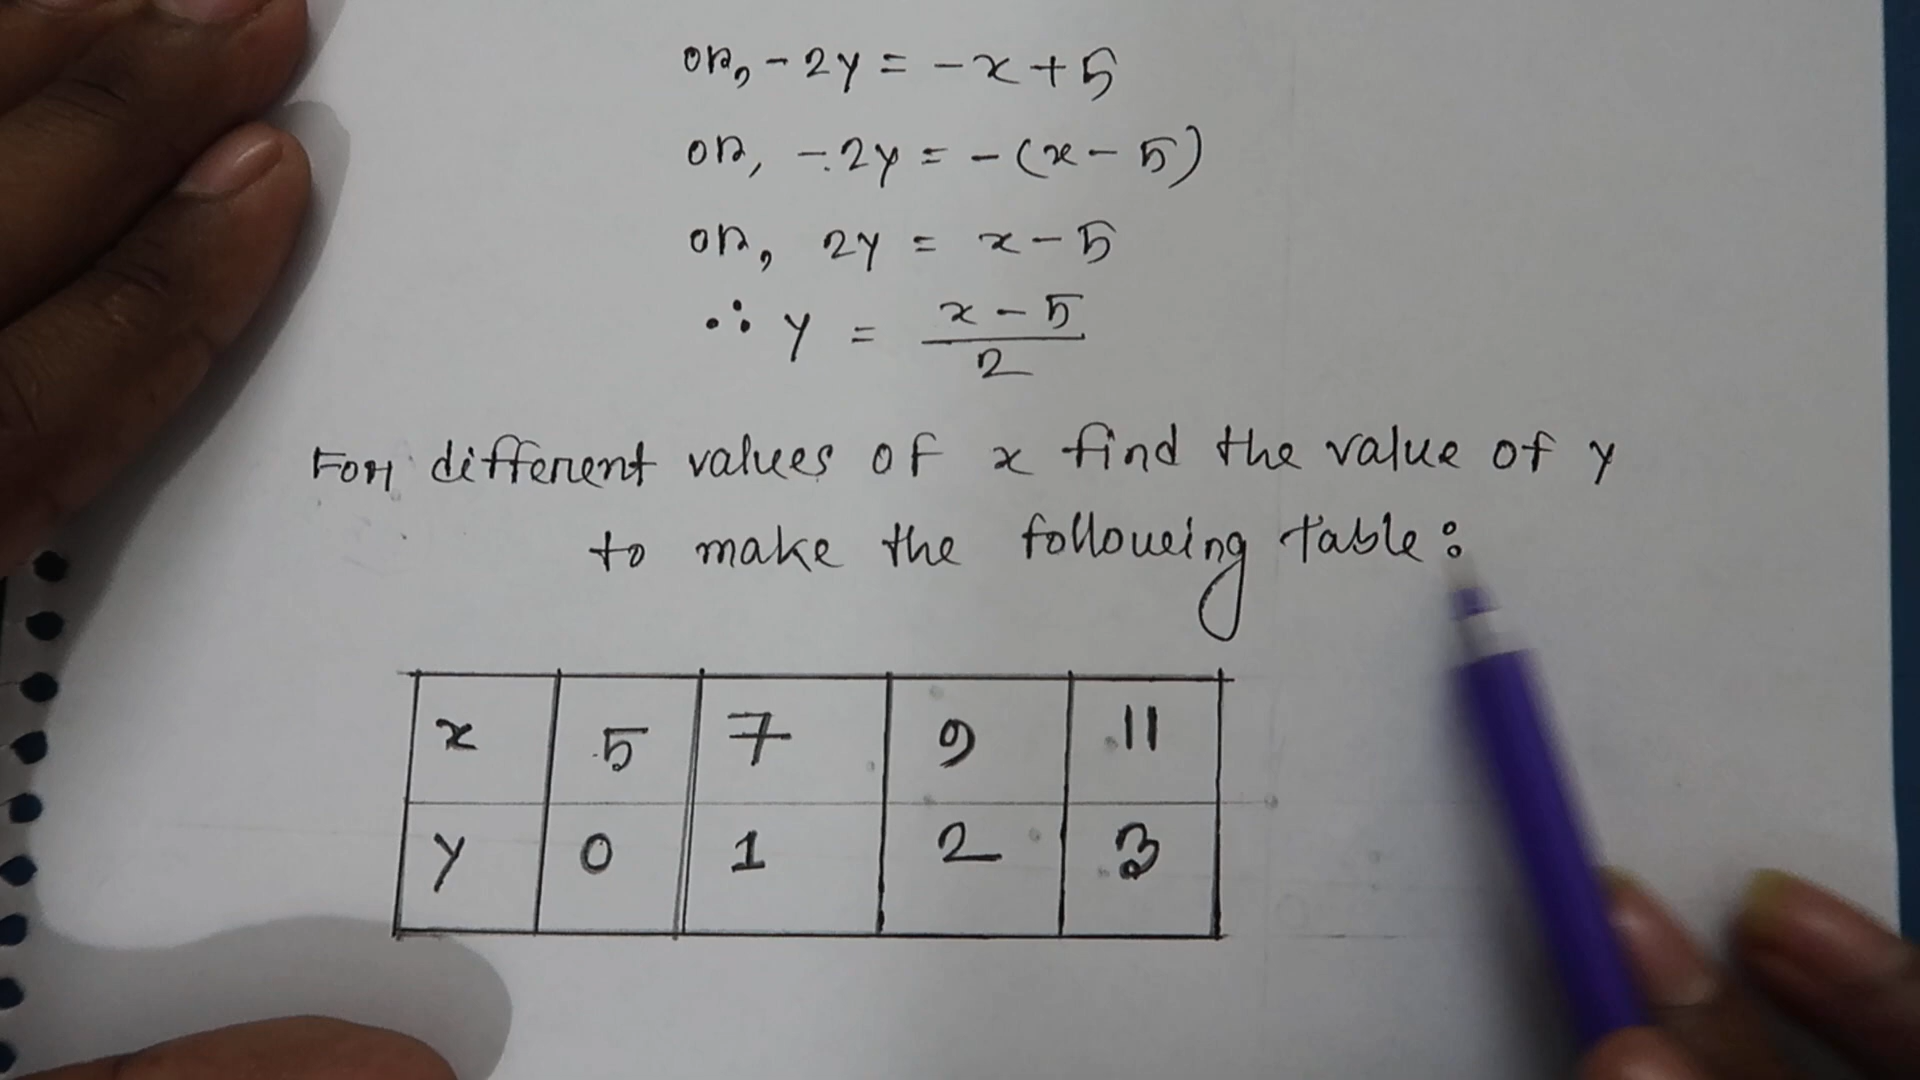 or, -2y = -x+5
or, -2y = -(x-5)
or, 2y = x-5
∴ y = x-5
2
For different values of x find the value of y
to make the following table:
x 5 7 9 11
y 0 1 2 3